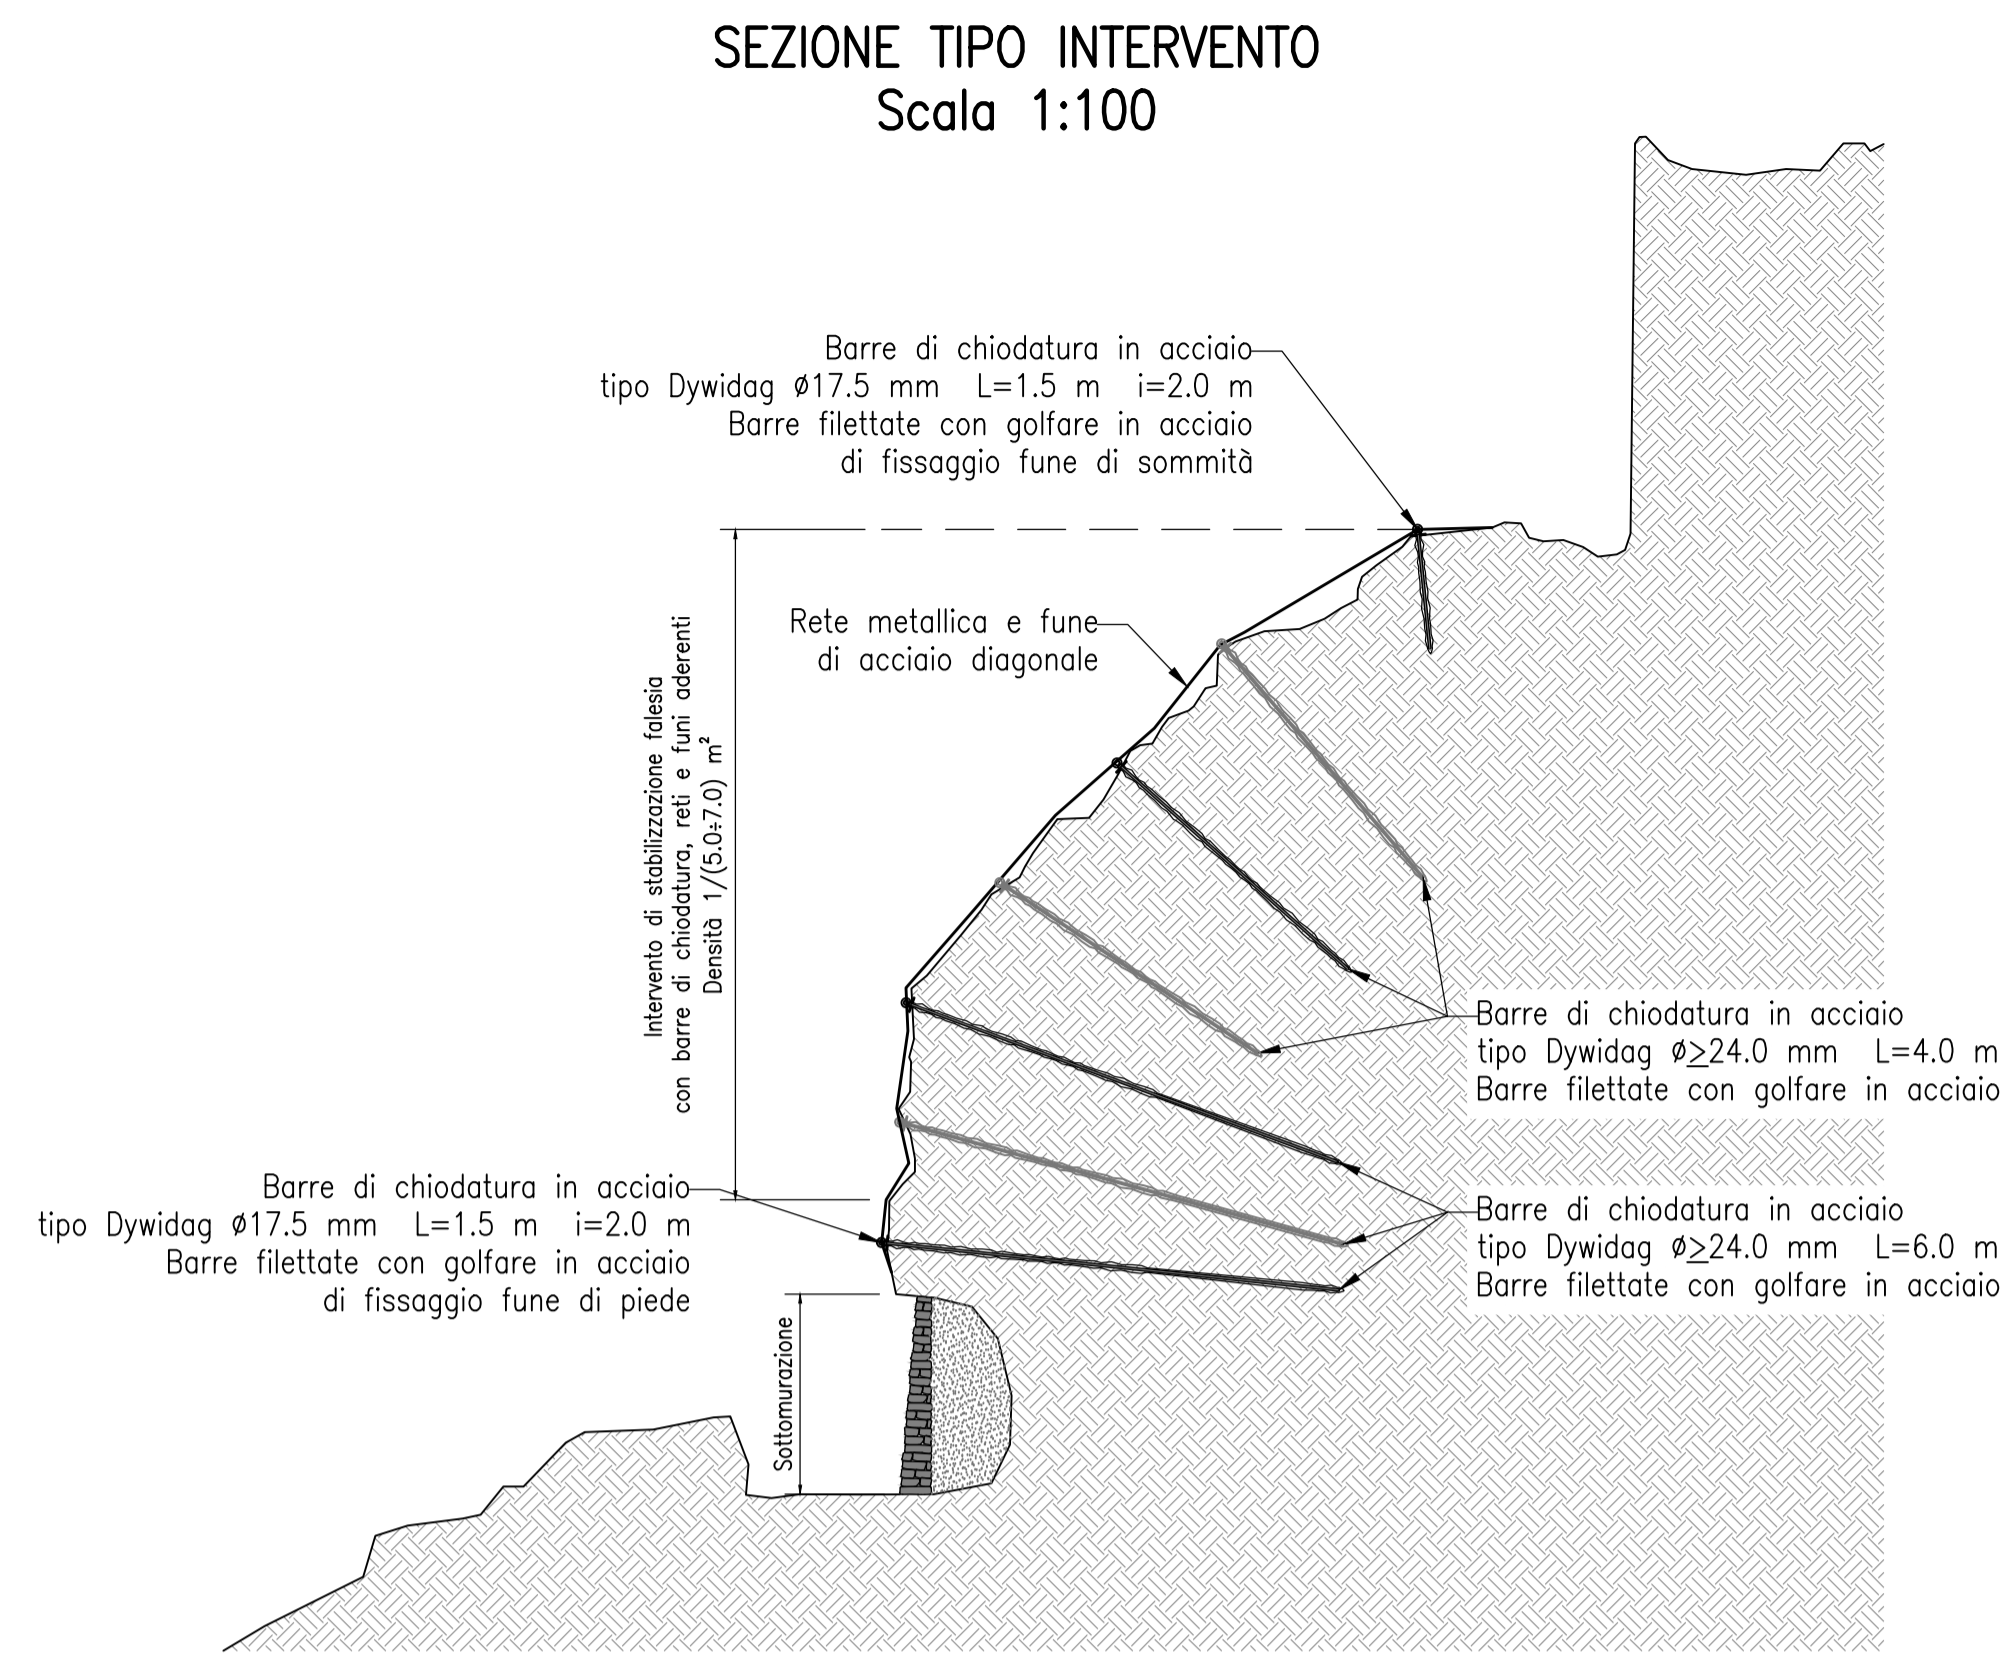 SEZIONE TIPO INTERVENTO
Scala 1:100
Barre di chiodatura in acciaio
tipo Dywidag ø17.5 mm L=1.5 m i=2.0 m
Barre filettate con golfare in acciaio
di fissaggio fune di sommità
Rete metallica e fune
di acciaio diagonale
Intervento di stabilizzazione falesia
con barre di chiodatura, reti e funi aderenti
Densità 1/(5.0÷7.0) m²
Barre di chiodatura in acciaio
tipo Dywidag ø≥24.0 mm L=4.0 m
Barre filettate con golfare in acciaio
Barre di chiodatura in acciaio
tipo Dywidag ø17.5 mm L=1.5 m i=2.0 m
Barre filettate con golfare in acciaio
di fissaggio fune di piede
Barre di chiodatura in acciaio
tipo Dywidag ø≥24.0 mm L=6.0 m
Barre filettate con golfare in acciaio
Sottomurazione